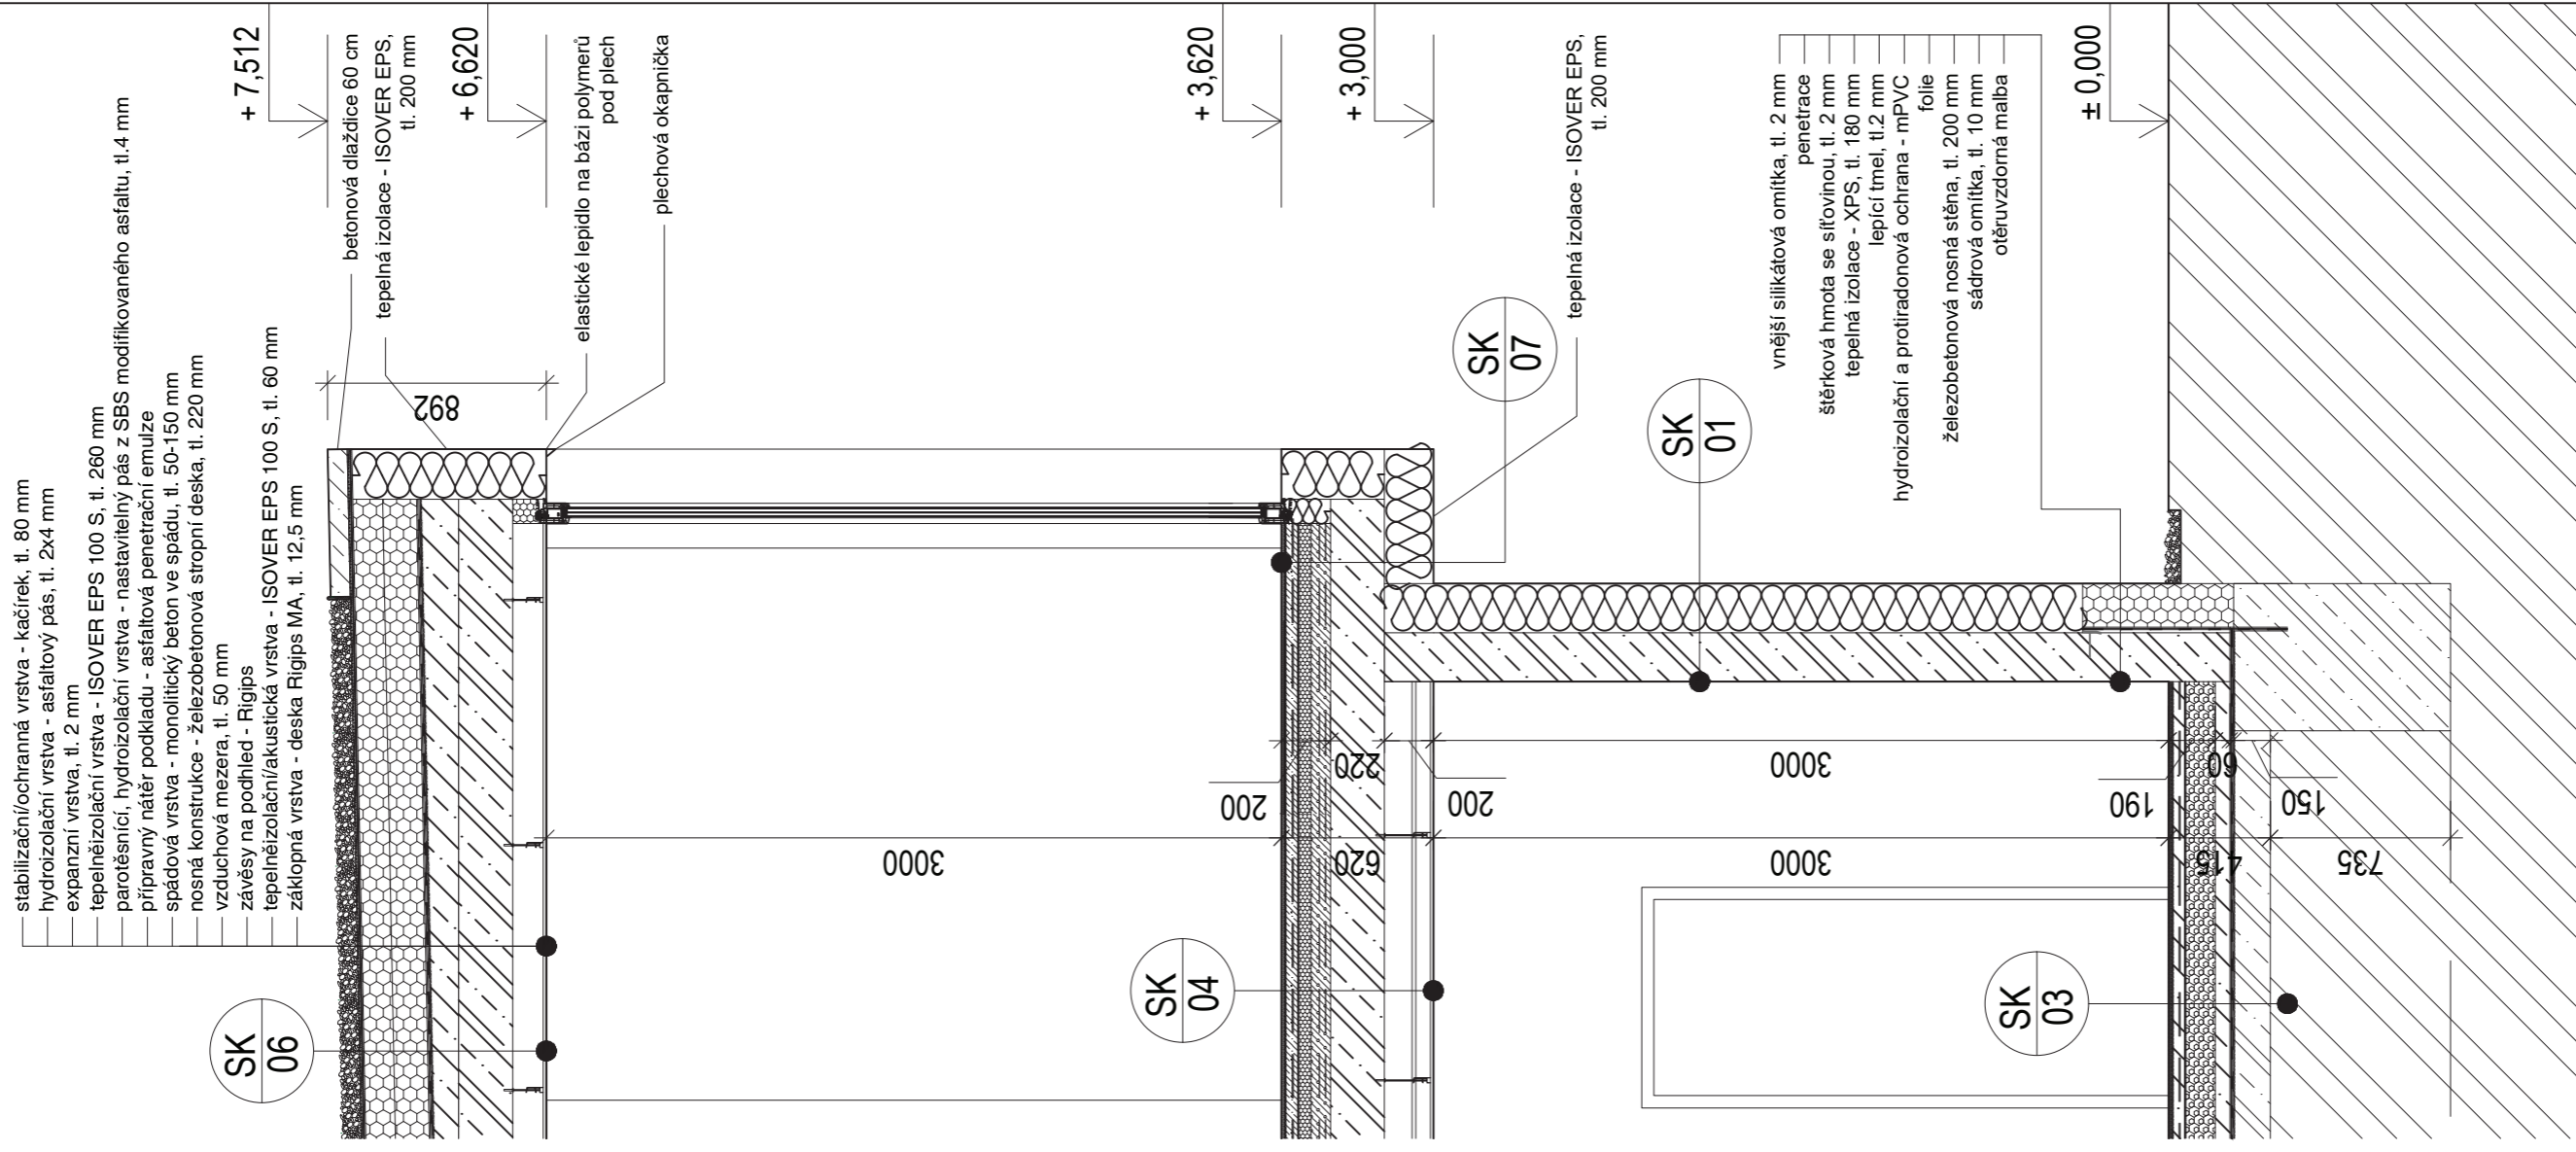 stabilizační/ochranná vrstva - kačírek, tl. 80 mm
hydroizolační vrstva - asfaltový pás, tl. 2x4 mm
expanzní vrstva, tl. 2 mm
tepelněizolační vrstva - ISOVER EPS 100 S, tl. 260 mm
parotěsnící, hydroizolační vrstva - nastavitelný pás z SBS modifikovaného asfaltu, tl.4 mm
přípravný nátěr podkladu - asfaltová penetrační emulze
spádová vrstva - monolitický beton ve spádu, tl. 50-150 mm
nosná konstrukce - železobetonová stropní deska, tl. 220 mm
vzduchová mezera, tl. 50 mm
závěsy na podhled - Rigips
tepelněizolační/akustická vrstva - ISOVER EPS 100 S, tl. 60 mm
záklopná vrstva - deska Rigips MA, tl. 12,5 mm
SK
06
+ 7,512
betonová dlaždice 60 cm
tepelná izolace - ISOVER EPS,
tl. 200 mm
+ 6,620
892
elastické lepidlo na bázi polymerů
pod plech
plechová okapnička
3000
+ 3,620
200
220
620
SK
04
+ 3,000
200
SK
07
tepelná izolace - ISOVER EPS,
tl. 200 mm
SK
01
3000
3000
vnější silikátová omítka, tl. 2 mm
penetrace
štěrková hmota se síťovinou, tl. 2 mm
tepelná izolace - XPS, tl. 180 mm
lepící tmel, tl.2 mm
hydroizolační a protiradonová ochrana - mPVC
folie
železobetonová nosná stěna, tl. 200 mm
sádrová omítka, tl. 10 mm
otěruvzdorná malba
± 0,000
SK
03
190
60
150
415
735